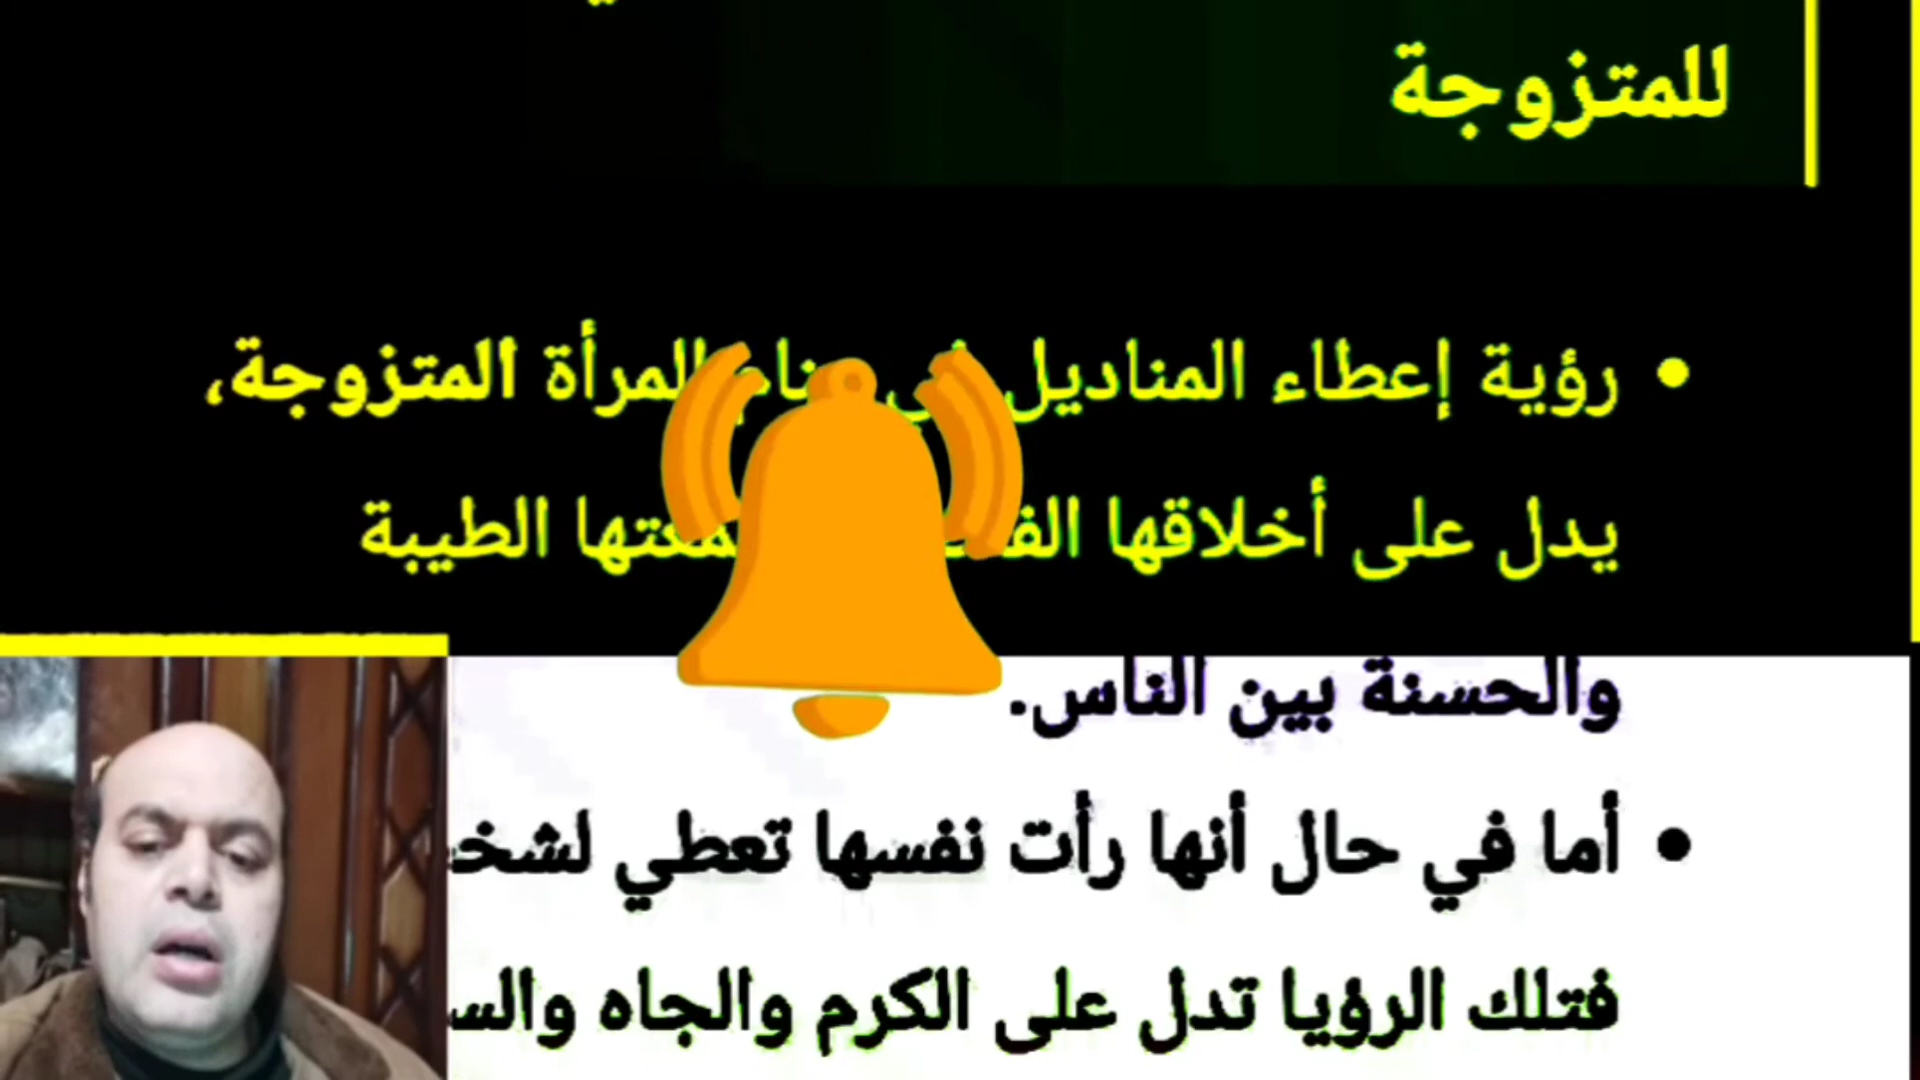 للمتزوجة
• رؤية إعطاء المناديل المرأة المتزوجة،
يدل على أخلاقها الطيبة
والحسنة بين الناس.
• أما في حال أنها رأت نفسها تعطي
فتلك الرؤيا تدل على الكرم والجاه